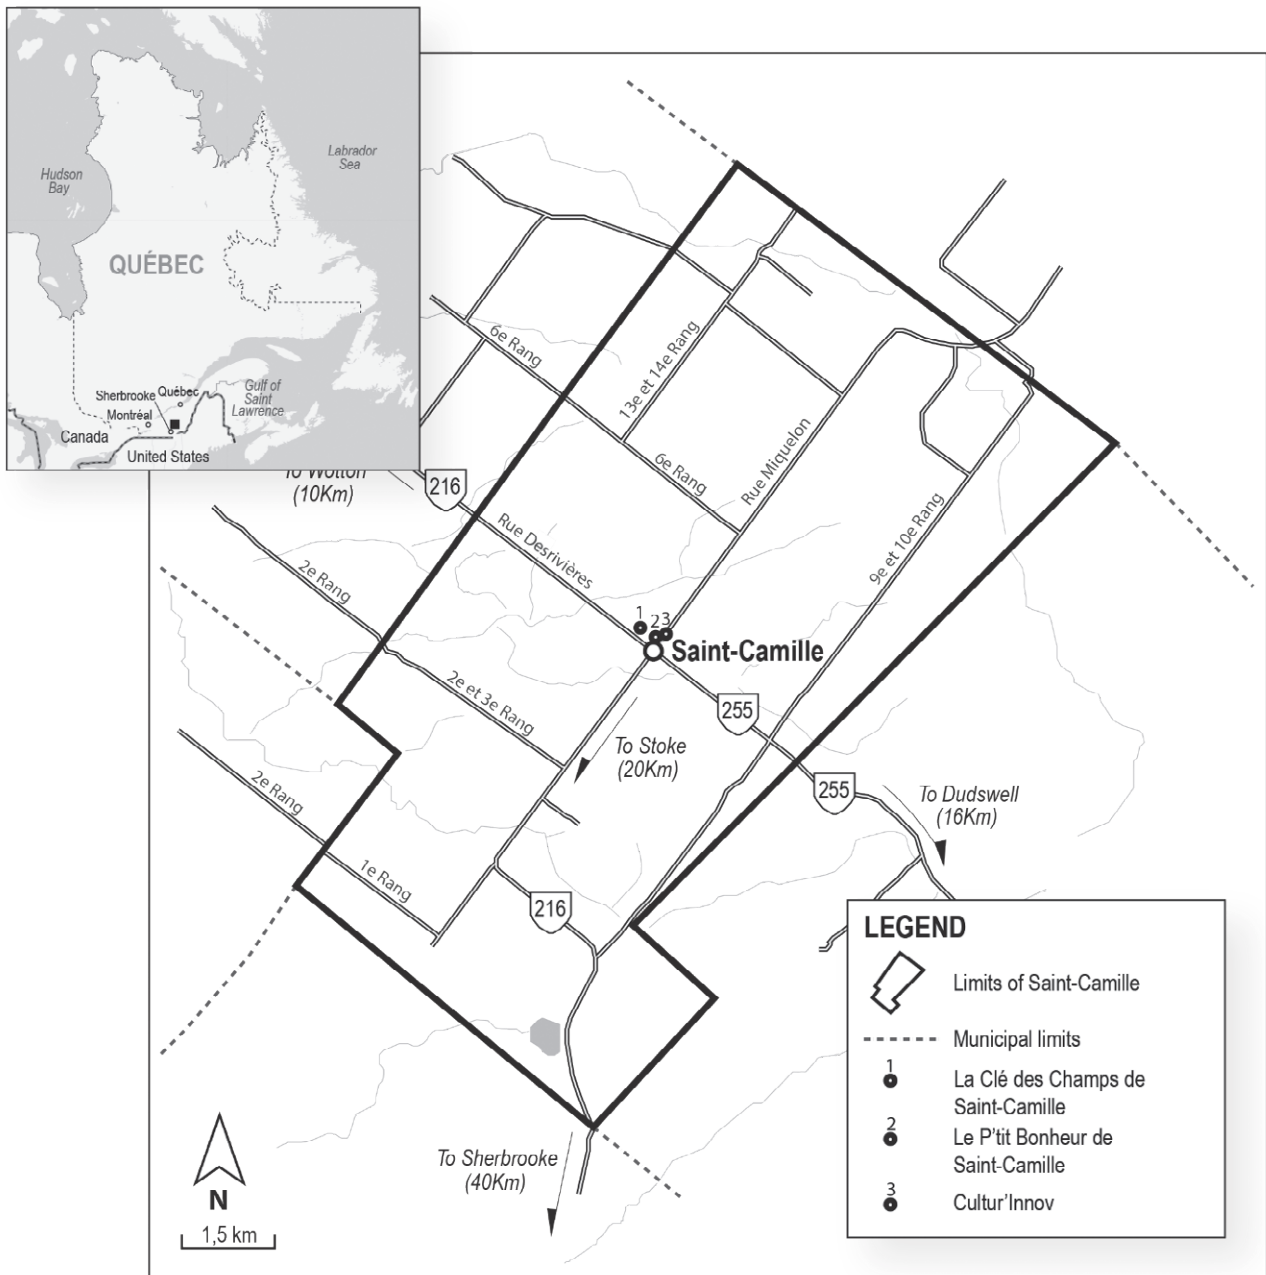 Hudson
Bay
Labrador
Sea
QUÉBEC
Sherbrooke
Québec
Montréal
Gulf of
Saint
Lawrence
Canada
United States
To Wotton
(10Km)
216
6e Rang
13e et 14e Rang
6e Rang
Rue Miquelon
9e et 10e Rang
Rue Desrivières
2e Rang
1
2
3
Saint-Camille
2e et 3e Rang
255
To Stoke
(20Km)
255
To Dudswell
(16Km)
2e Rang
1e Rang
216
To Sherbrooke
(40Km)
N
1,5 km
LEGEND
Limits of Saint-Camille
Municipal limits
1
La Clé des Champs de
Saint-Camille
2
Le P'tit Bonheur de
Saint-Camille
3
Cultur'Innov